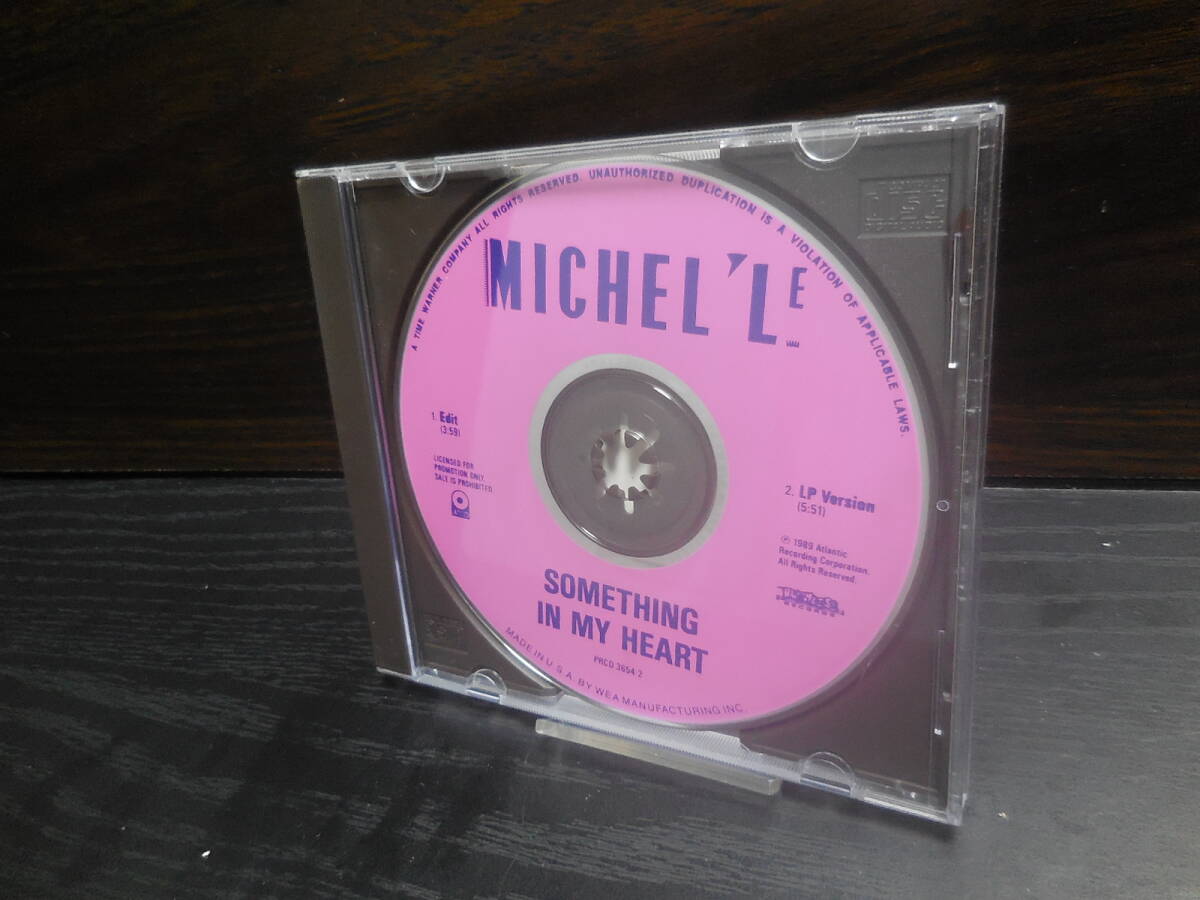 A TIME WARNER COMPANY ALL RIGHTS RESERVED. UNAUTHORIZED DUPLICATION IS A VIOLATION OF APPLICABLE LAWS.
MICHEL'LE
1. Edit
(3:59)
LICENSED FOR
PROMOTION ONLY.
SALE IS PROHIBITED
2. LP Version
(5:51)
℗ 1989 Atlantic
Recording Corporation.
All Rights Reserved.
RECORDS
SOMETHING
IN MY HEART
PRCD 3654-2
MADE IN U.S.A. BY WEA MANUFACTURING INC.
DISC